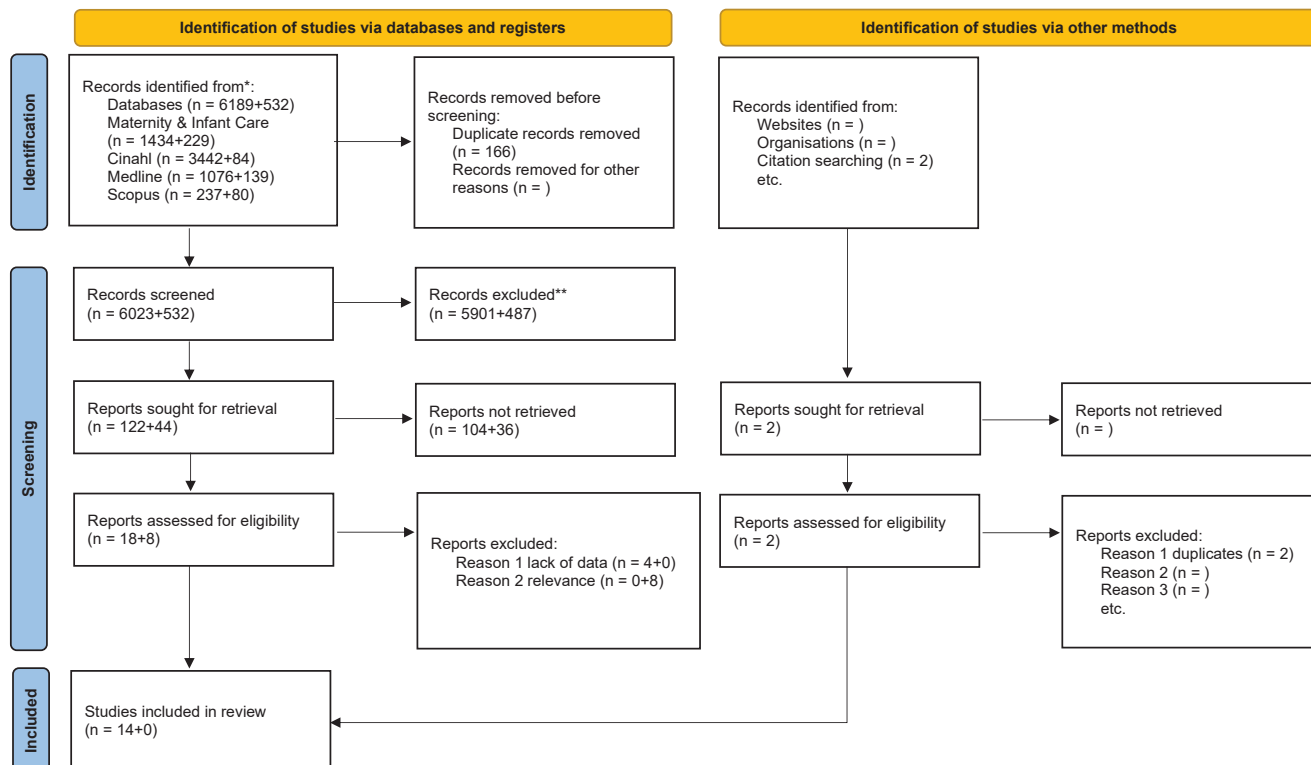 Identification of studies via databases and registers
Identification of studies via other methods
Identification
Records identified from*:
Databases (n = 6189+532)
Maternity & Infant Care
(n = 1434+229)
Cinahl (n = 3442+84)
Medline (n = 1076+139)
Scopus (n = 237+80)
Records removed before
screening:
Duplicate records removed
(n = 166)
Records removed for other
reasons (n = )
Records identified from:
Websites (n = )
Organisations (n = )
Citation searching (n = 2)
etc.
Screening
Records screened
(n = 6023+532)
Records excluded**
(n = 5901+487)
Reports sought for retrieval
(n = 122+44)
Reports not retrieved
(n = 104+36)
Reports sought for retrieval
(n = 2)
Reports not retrieved
(n = )
Reports assessed for eligibility
(n = 18+8)
Reports excluded:
Reason 1 lack of data (n = 4+0)
Reason 2 relevance (n = 0+8)
Reports assessed for eligibility
(n = 2)
Reports excluded:
Reason 1 duplicates (n = 2)
Reason 2 (n = )
Reason 3 (n = )
etc.
Included
Studies included in review
(n = 14+0)